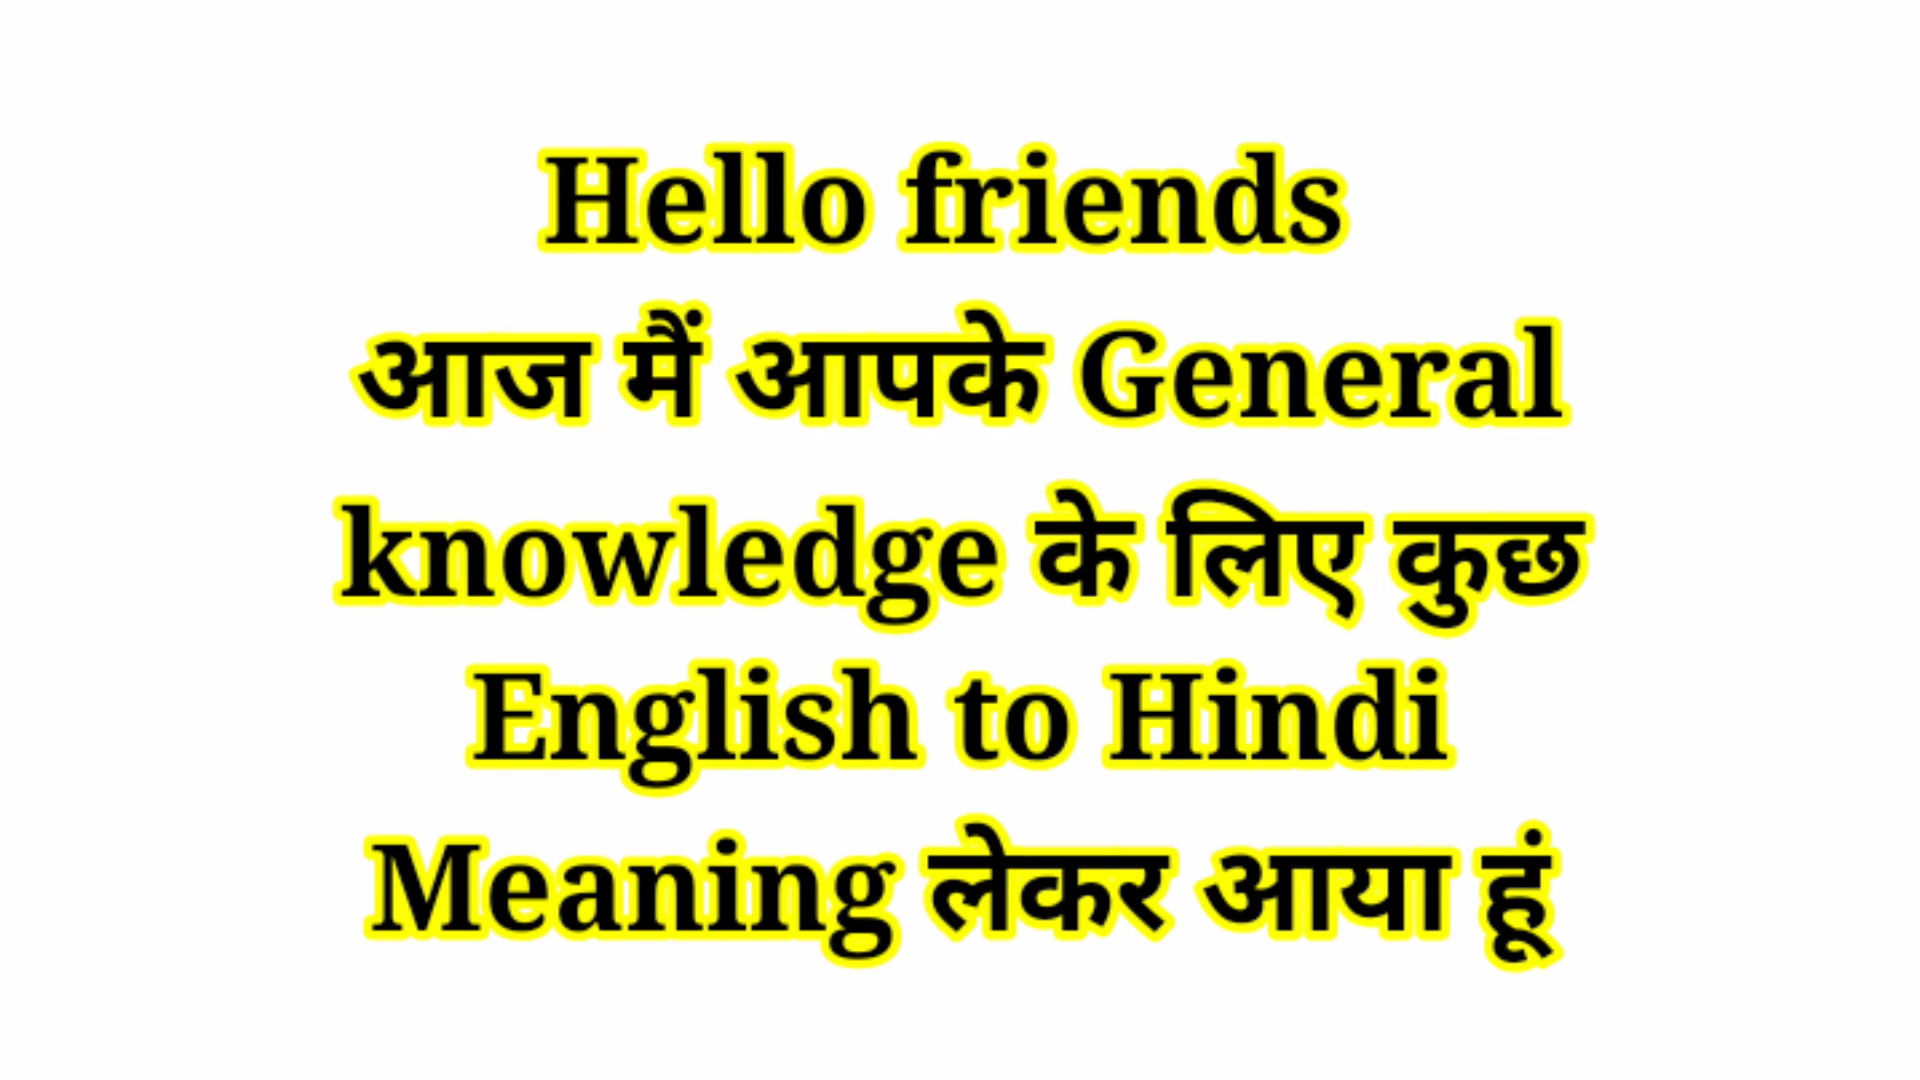 Hello friends
आज मैं आपके General
knowledge के लिए कुछ
English to Hindi
Meaning लेकर आया हूं